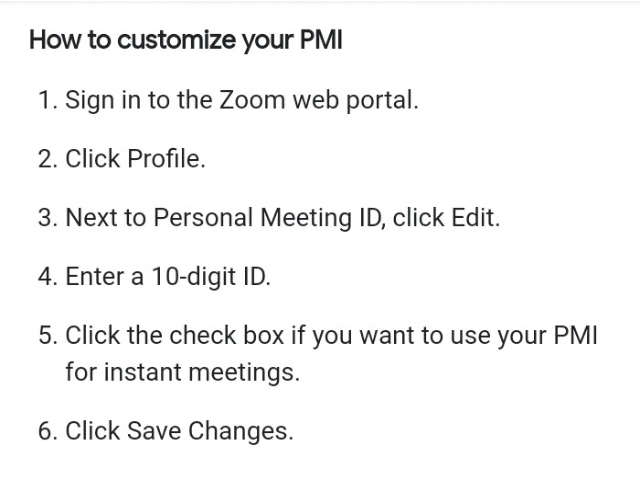 How to customize your PMI
1. Sign in to the Zoom web portal.
2. Click Profile.
3. Next to Personal Meeting ID, click Edit.
4. Enter a 10-digit ID.
5. Click the check box if you want to use your PMI
for instant meetings.
6. Click Save Changes.